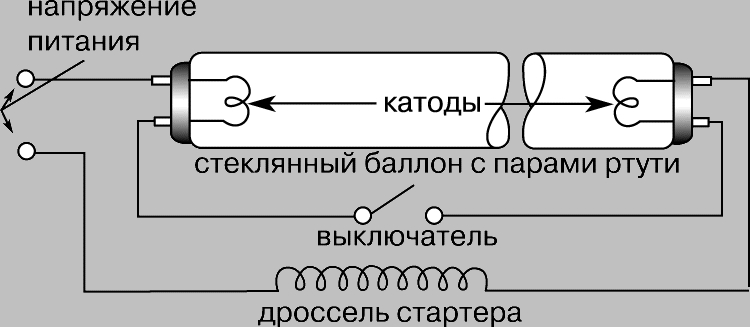 напряжение
питания
катоды
стеклянный баллон с парами ртути
выключатель
дроссель стартера